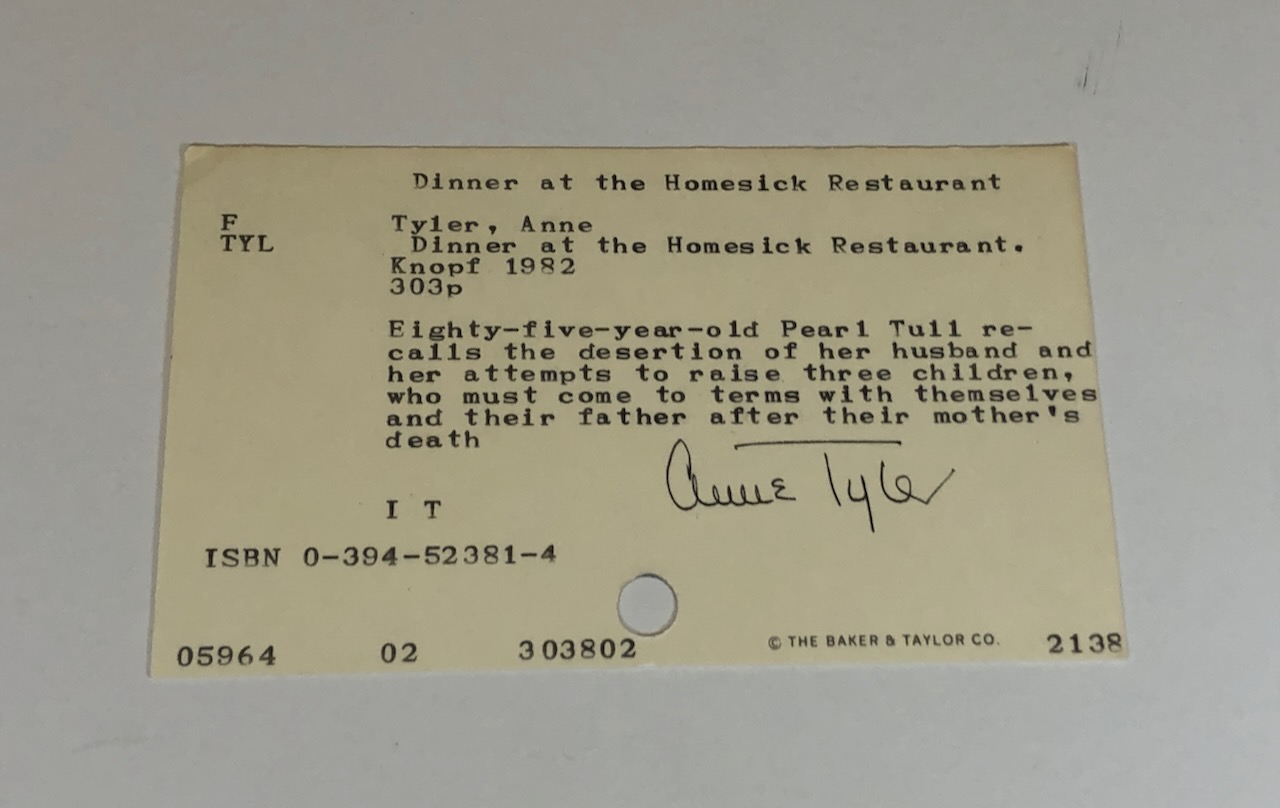 Dinner at the Homesick Restaurant
F
TYL
Tyler, Anne
Dinner at the Homesick Restaurant.
Knopf 1982
303p
Eighty-five-year-old Pearl Tull re-
calls the desertion of her husband and
her attempts to raise three children,
who must come to terms with themselves
and their father after their mother's
death
Anne Tyler
I T
ISBN 0-394-52381-4
05964 02 303802 © THE BAKER & TAYLOR CO. 2138